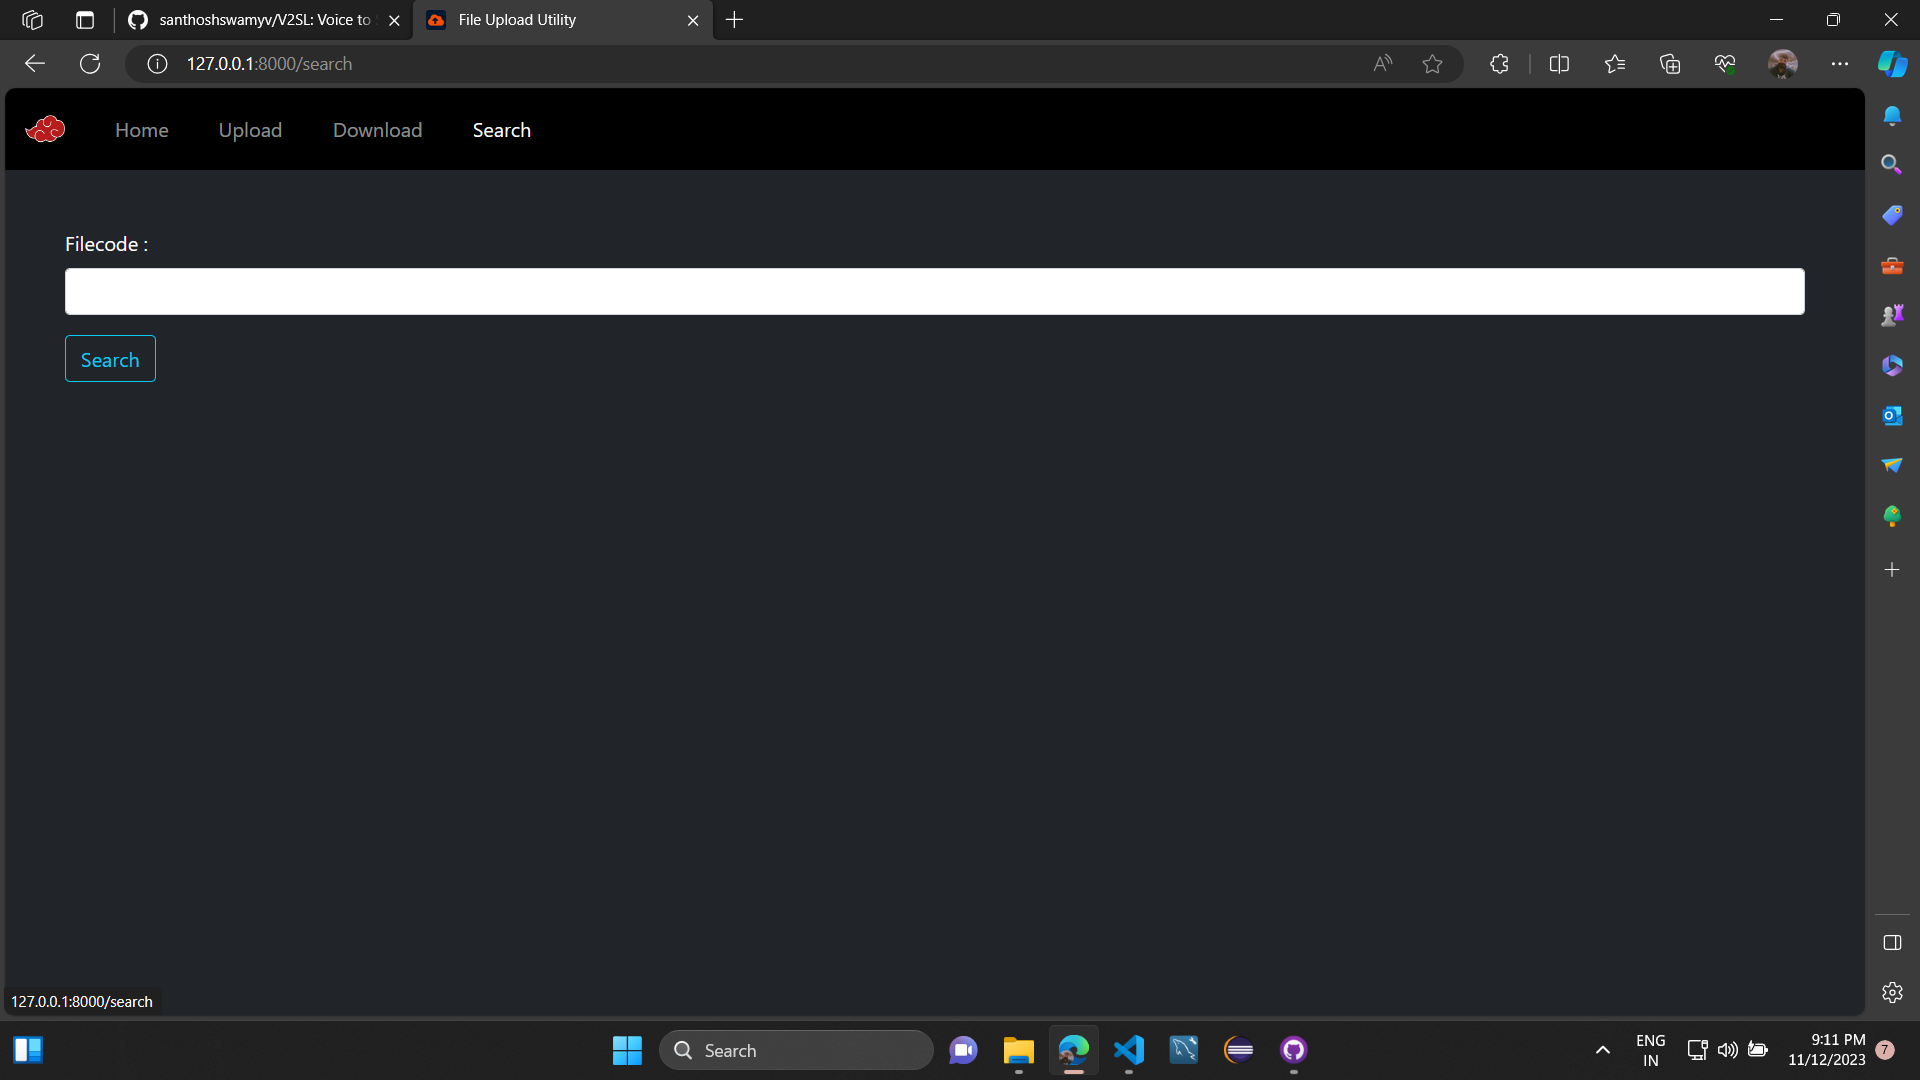 santhoshswamyv/V2SL: Voice to
File Upload Utility
127.0.0.1:8000/search
Home
Upload
Download
Search
Filecode :
Search
127.0.0.1:8000/search
Search
ENG
IN
9:11 PM
11/12/2023
7